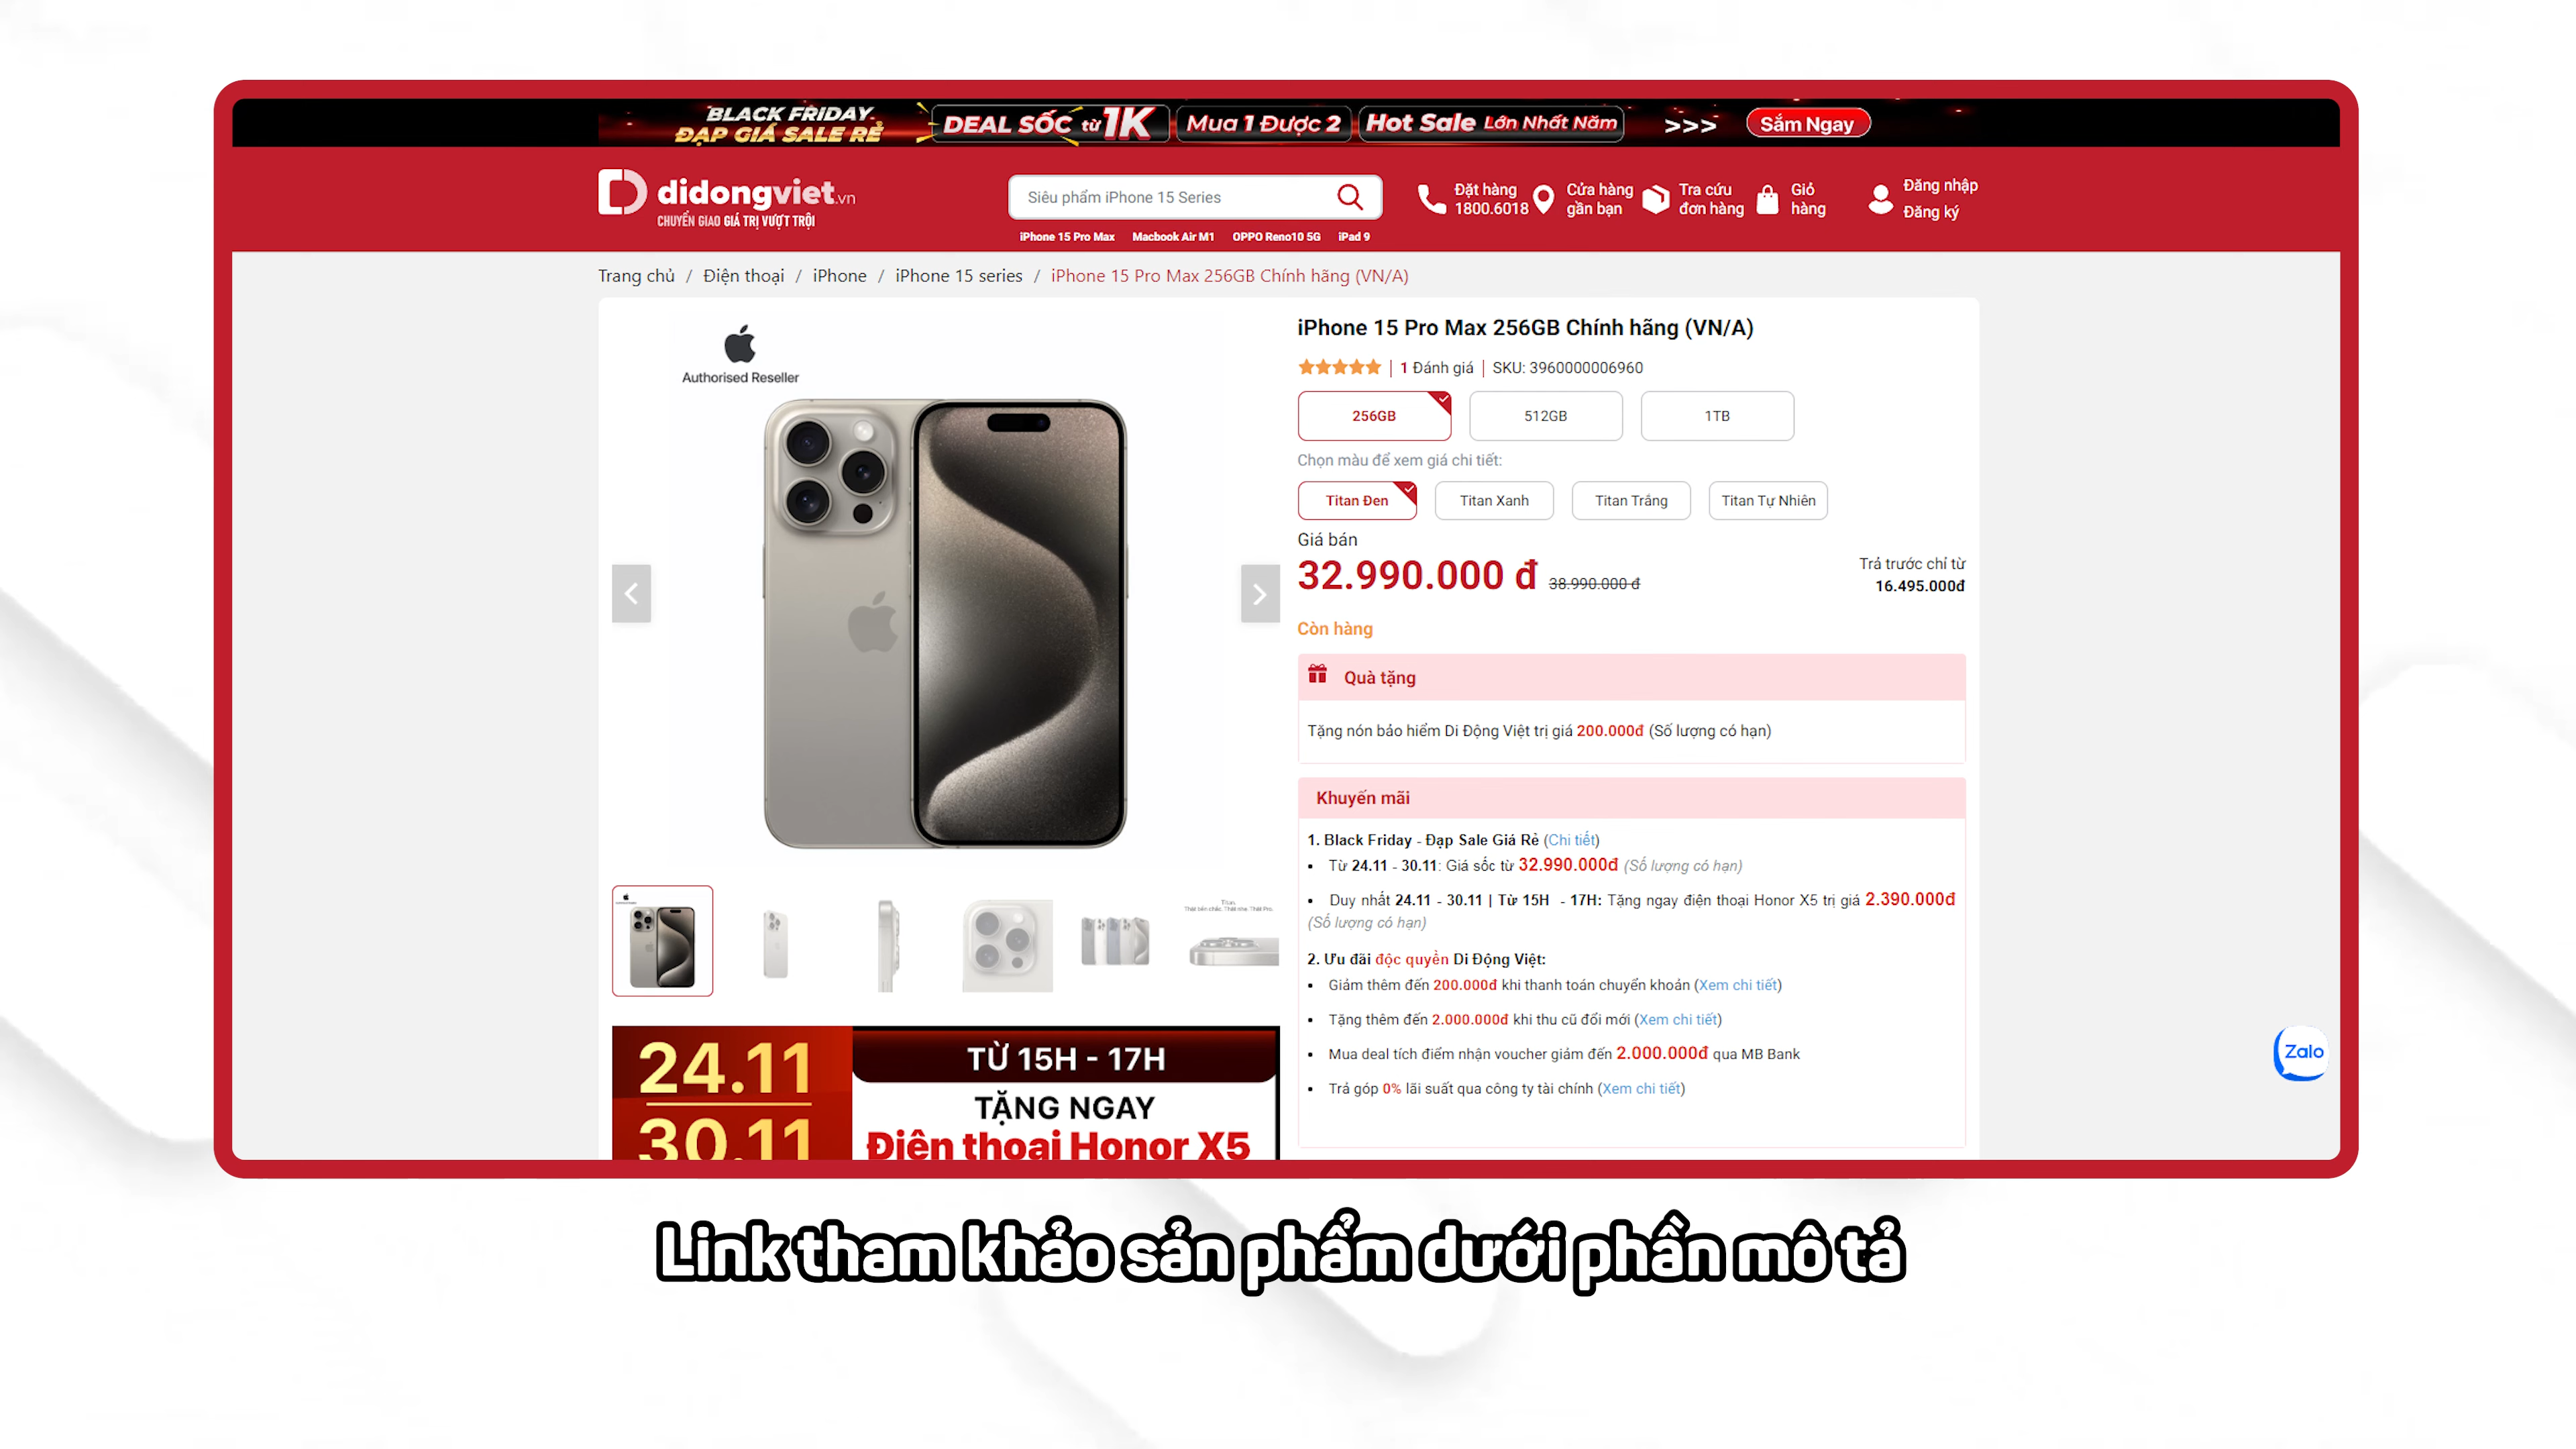 BLACK FRIDAY
ĐẠP GIÁ SALE RẺ
DEAL SỐC từ 1K
Mua 1 Được 2
Hot Sale Lớn Nhất Năm
>>>
Sắm Ngay
didongviet.vn
CHUYỂN GIAO GIÁ TRỊ VƯỢT TRỘI
Siêu phẩm iPhone 15 Series
iPhone 15 Pro Max Macbook Air M1 OPPO Reno10 5G iPad 9
Đặt hàng
1800.6018
Cửa hàng
gần bạn
Tra cứu
đơn hàng
Giỏ
hàng
Đăng nhập
Đăng ký
Trang chủ / Điện thoại / iPhone / iPhone 15 series / iPhone 15 Pro Max 256GB Chính hãng (VN/A)
Authorised Reseller
iPhone 15 Pro Max 256GB Chính hãng (VN/A)
| 1 Đánh giá | SKU: 3960000006960
256GB
512GB
1TB
Chọn màu để xem giá chi tiết:
Titan Đen
Titan Xanh
Titan Trắng
Titan Tự Nhiên
Giá bán
32.990.000 đ 38.990.000 đ
Trả trước chỉ từ
16.495.000đ
Còn hàng
Quà tặng
Tặng nón bảo hiểm Di Động Việt trị giá 200.000đ (Số lượng có hạn)
Khuyến mãi
1. Black Friday - Đạp Sale Giá Rẻ (Chi tiết)
• Từ 24.11 - 30.11: Giá sốc từ 32.990.000đ (Số lượng có hạn)
• Duy nhất 24.11 - 30.11 | Từ 15H - 17H: Tặng ngay điện thoại Honor X5 trị giá 2.390.000đ
(Số lượng có hạn)
2. Ưu đãi độc quyền Di Động Việt:
• Giảm thêm đến 200.000đ khi thanh toán chuyển khoản (Xem chi tiết)
• Tặng thêm đến 2.000.000đ khi thu cũ đổi mới (Xem chi tiết)
• Mua deal tích điểm nhận voucher giảm đến 2.000.000đ qua MB Bank
• Trả góp 0% lãi suất qua công ty tài chính (Xem chi tiết)
24.11
30.11
TỪ 15H - 17H
TẶNG NGAY
Điện thoại Honor X5
Zalo
Link tham khảo sản phẩm dưới phần mô tả